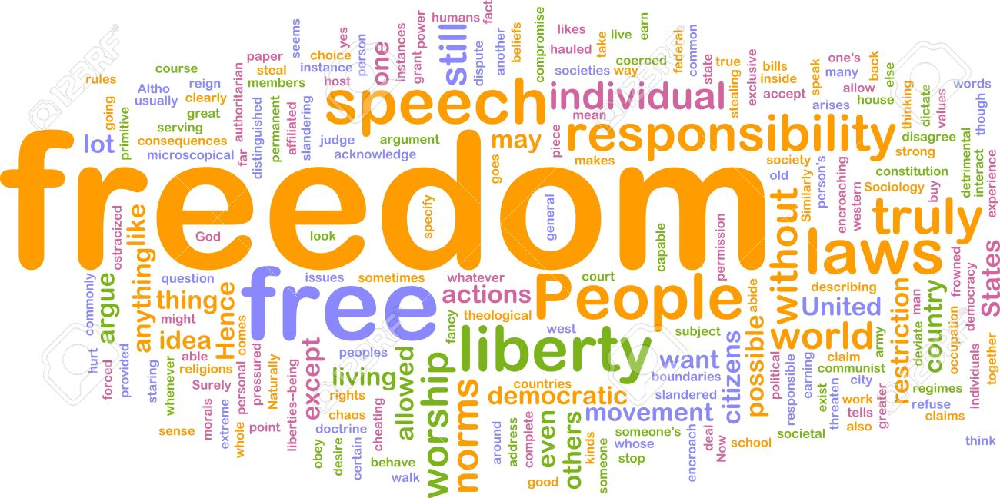 humans
fact
power
grant
instances
one
yes
person
seems
still
dispute
another
beliefs
compromise
likes
hauled
take
live
earn
coerced
societies
way
federal
common
state
true
stealing
exclusive
bills
inside
accept
speak
one's
many
allow
back
else
house
arises
thinking
dictate
values
words
though
rules
course
paper
steal
choice
instance
host
members
Altho
usually
reign
clearly
great
serving
going
primitive
lot
consequences
microscopical
far
authoritarian
distinguished
permanent
affiliated
slandering
judge
argument
acknowledge
speech
may
goes
individual
mean
piece
responsibility
makes
society
old
Similarly
person's
encroaching
western
constitution
Sociology
buy
disagree
strong
detrimental
interact
experience
freedom
God
look
specify
general
capable
permission
without
laws
truly
States
ostracized
like
anything
commonly
argue
question
thing
might
idea
Hence
issues
sometimes
whatever
court
free
actions
People
theological
fancy
west
subject
abide
possible
describing
United
world
restriction
deviate
man
country
frowned
democracy
occupation
together
individuals
hurt
forced
provided
staring
whenever
able
religions
Surely
comes
personal
pressured
Naturally
except
peoples
living
rights
allowed
worship
norms
liberty
countries
democratic
want
boundaries
slandered
movement
citizens
political
responsible
earning
claim
communist
army
city
exist
threaten
work
tells
also
greater
regimes
refuse
claims
sense
morals
extreme
whole
point
liberties--being
chaos
doctrine
obey
desire
certain
cheating
behave
walk
around
address
complete
even
others
good
kinds
someone
someone's
whose
stop
encroach
deal
Now
school
societal
think
123RF